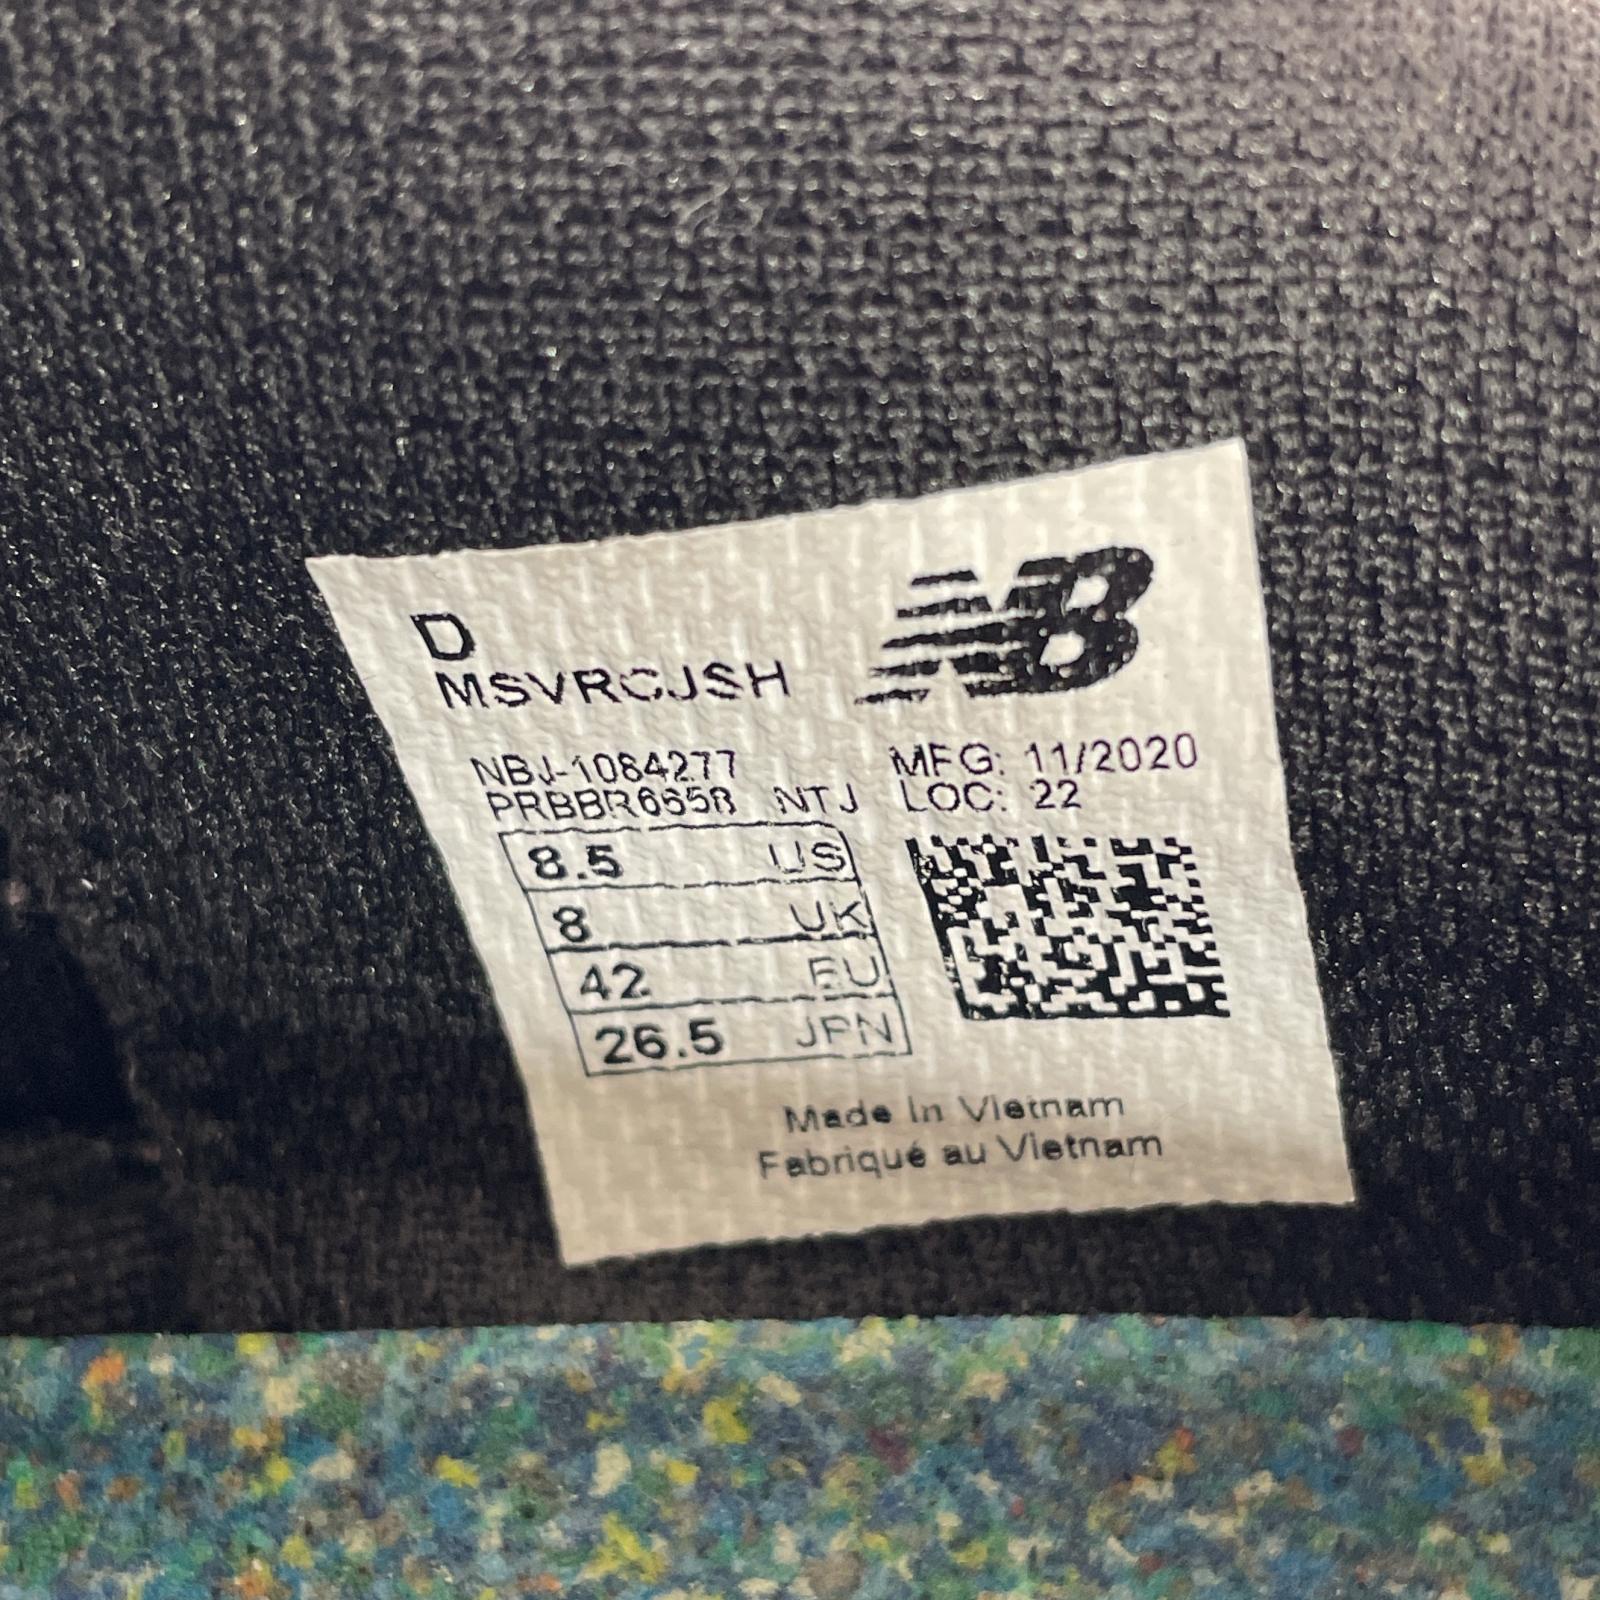 D
NB
MSVRCJSH
NBJ-1084277
PRBBR6658 NTJ
MFG: 11/2020
LOC: 22
8.5 US
8 UK
42 EU
26.5 JPN
Made In Vietnam
Fabriqué au Vietnam